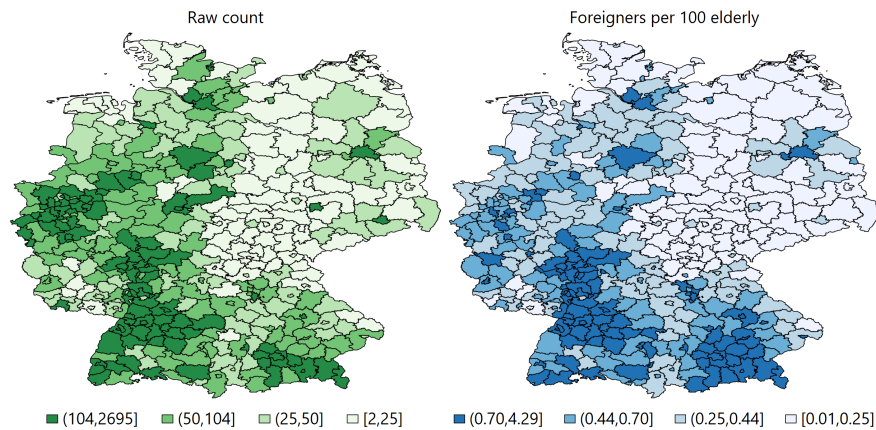 Raw count
Foreigners per 100 elderly
(104,2695] (50,104] (25,50] [2,25]
(0.70,4.29] (0.44,0.70] (0.25,0.44] [0.01,0.25]